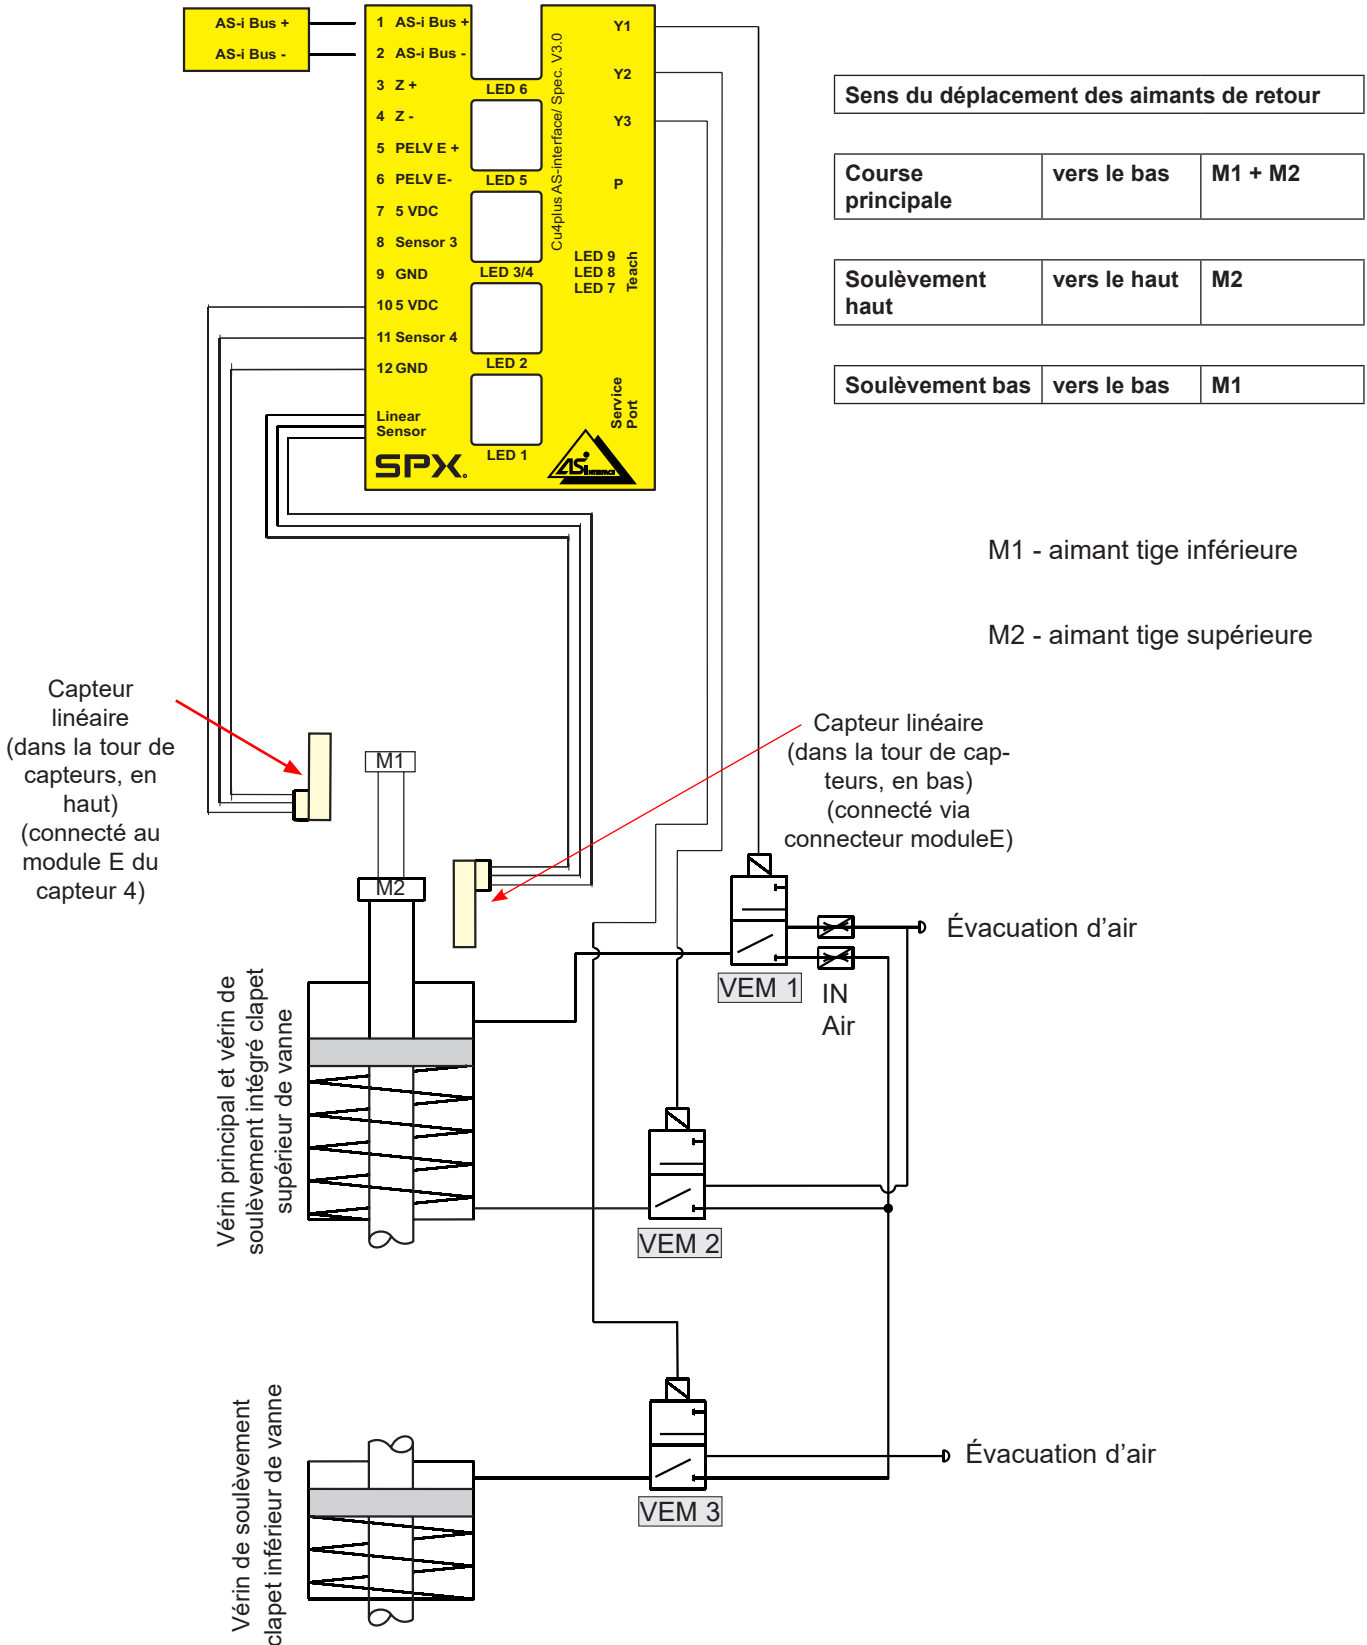 AS-i Bus +
AS-i Bus -
1 AS-i Bus +
2 AS-i Bus -
3 Z +
4 Z -
5 PELV E +
6 PELV E-
7 5 VDC
8 Sensor 3
9 GND
10 5 VDC
11 Sensor 4
12 GND
Linear
Sensor
SPX
LED 6
LED 5
LED 3/4
LED 2
LED 1
Cu4plus AS-interface/ Spec. V3.0
Y1
Y2
Y3
P
LED 9
LED 8
LED 7
Teach
Service
Port
ASi INTERFACE
Sens du déplacement des aimants de retour
Course
principale
vers le bas
M1 + M2
Soulèvement
haut
vers le haut
M2
Soulèvement bas
vers le bas
M1
M1 - aimant tige inférieure
M2 - aimant tige supérieure
Capteur
linéaire
(dans la tour de
capteurs, en
haut)
(connecté au
module E du
capteur 4)
M1
M2
Capteur linéaire
(dans la tour de cap-
teurs, en bas)
(connecté via
connecteur moduleE)
Évacuation d'air
VEM 1
IN
Air
Vérin principal et vérin de
soulèvement intégré clapet
supérieur de vanne
VEM 2
Évacuation d'air
VEM 3
Vérin de soulèvement
clapet inférieur de vanne